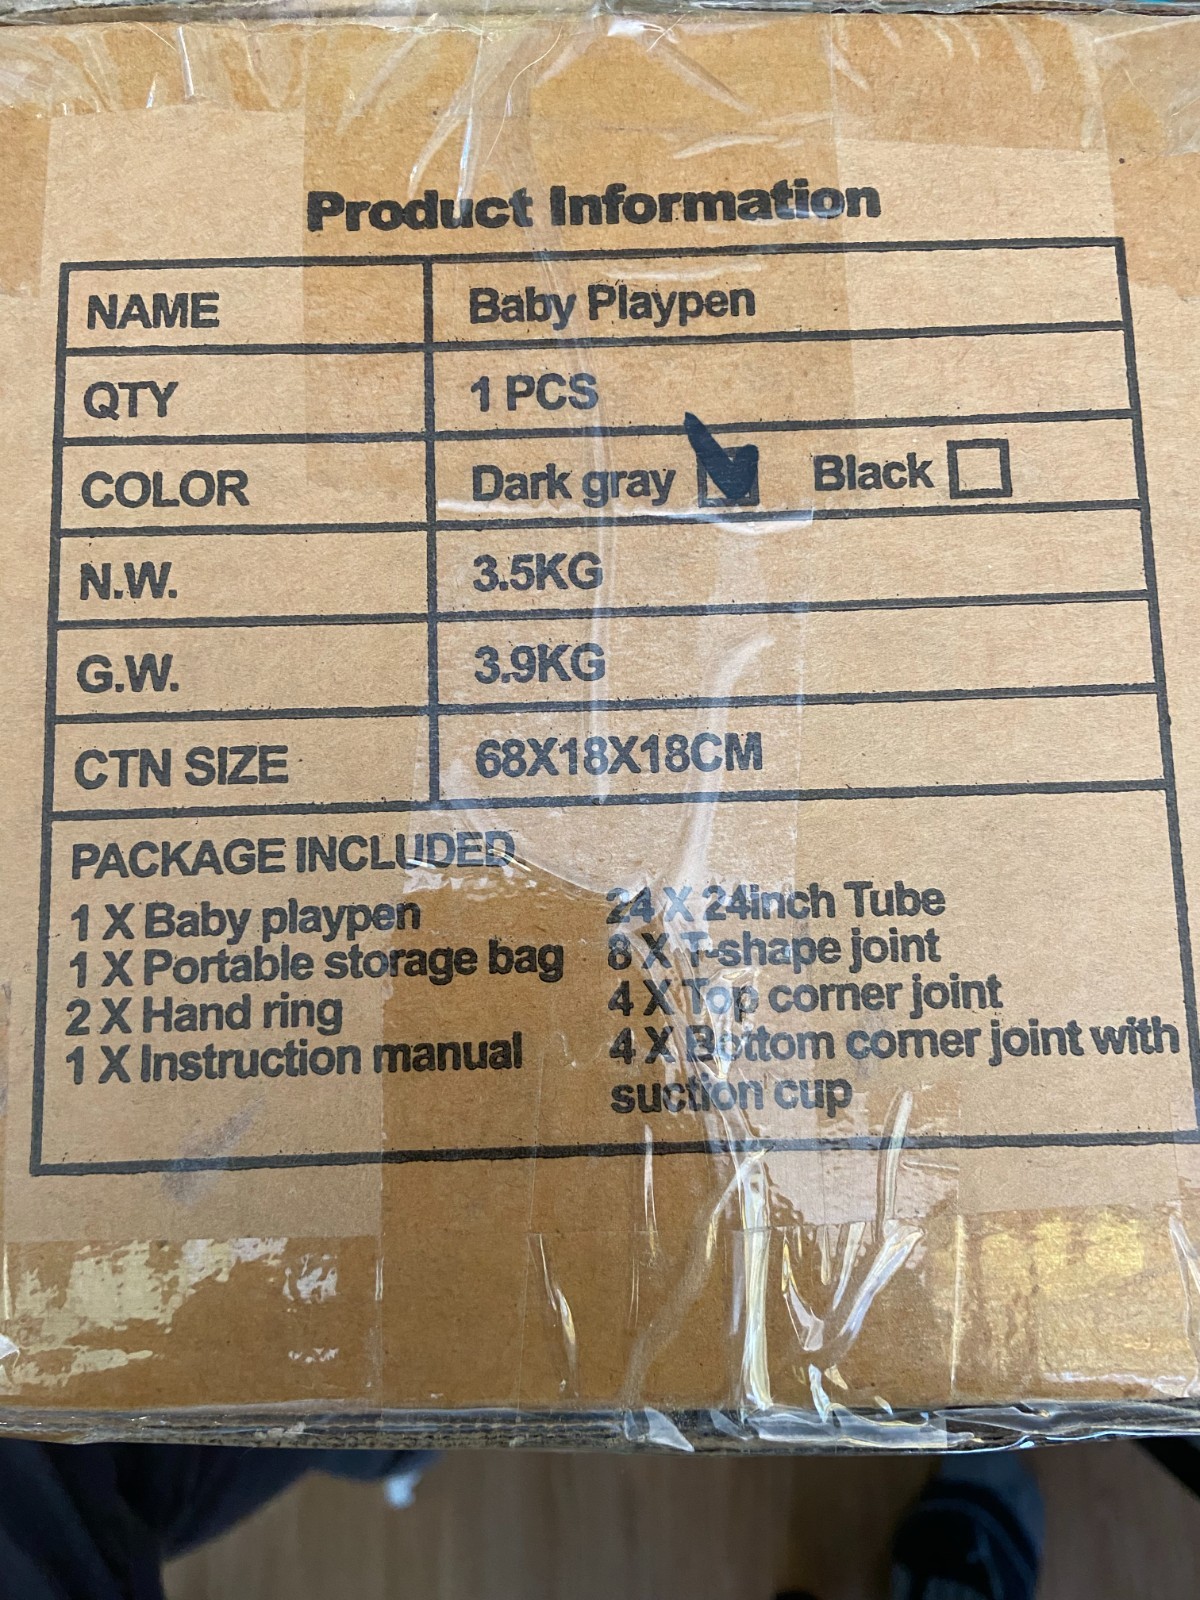 Product Information
NAME Baby Playpen
QTY 1 PCS
COLOR Dark gray Black
N.W. 3.5KG
G.W. 3.9KG
CTN SIZE 68X18X18CM
PACKAGE INCLUDED
1 X Baby playpen
1 X Portable storage bag
2 X Hand ring
1 X Instruction manual
24 X 24inch Tube
8 X T-shape joint
4 X Top corner joint
4 X Bottom corner joint with
suction cup